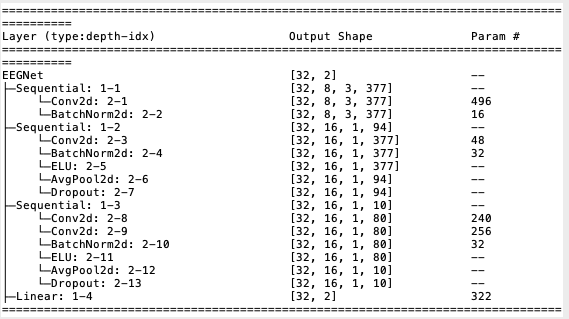 ==========================================================================================
==========
Layer (type:depth-idx)                   Output Shape              Param #
==========================================================================================
==========
EEGNet                                   [32, 2]                   --
├─Sequential: 1-1                        [32, 8, 3, 377]           --
│    └─Conv2d: 2-1                       [32, 8, 3, 377]           496
│    └─BatchNorm2d: 2-2                  [32, 8, 3, 377]           16
├─Sequential: 1-2                        [32, 16, 1, 94]           --
│    └─Conv2d: 2-3                       [32, 16, 1, 377]          48
│    └─BatchNorm2d: 2-4                  [32, 16, 1, 377]          32
│    └─ELU: 2-5                          [32, 16, 1, 377]          --
│    └─AvgPool2d: 2-6                    [32, 16, 1, 94]           --
│    └─Dropout: 2-7                      [32, 16, 1, 94]           --
├─Sequential: 1-3                        [32, 16, 1, 10]           --
│    └─Conv2d: 2-8                       [32, 16, 1, 80]           240
│    └─Conv2d: 2-9                       [32, 16, 1, 80]           256
│    └─BatchNorm2d: 2-10                 [32, 16, 1, 80]           32
│    └─ELU: 2-11                         [32, 16, 1, 80]           --
│    └─AvgPool2d: 2-12                   [32, 16, 1, 10]           --
│    └─Dropout: 2-13                     [32, 16, 1, 10]           --
├─Linear: 1-4                            [32, 2]                   322
==========================================================================================